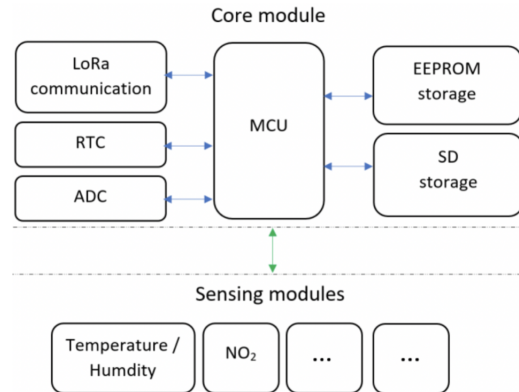 Core module
LoRa
communication
RTC
ADC
MCU
EEPROM
storage
SD
storage
Sensing modules
Temperature /
Humdity
NO₂
...
...